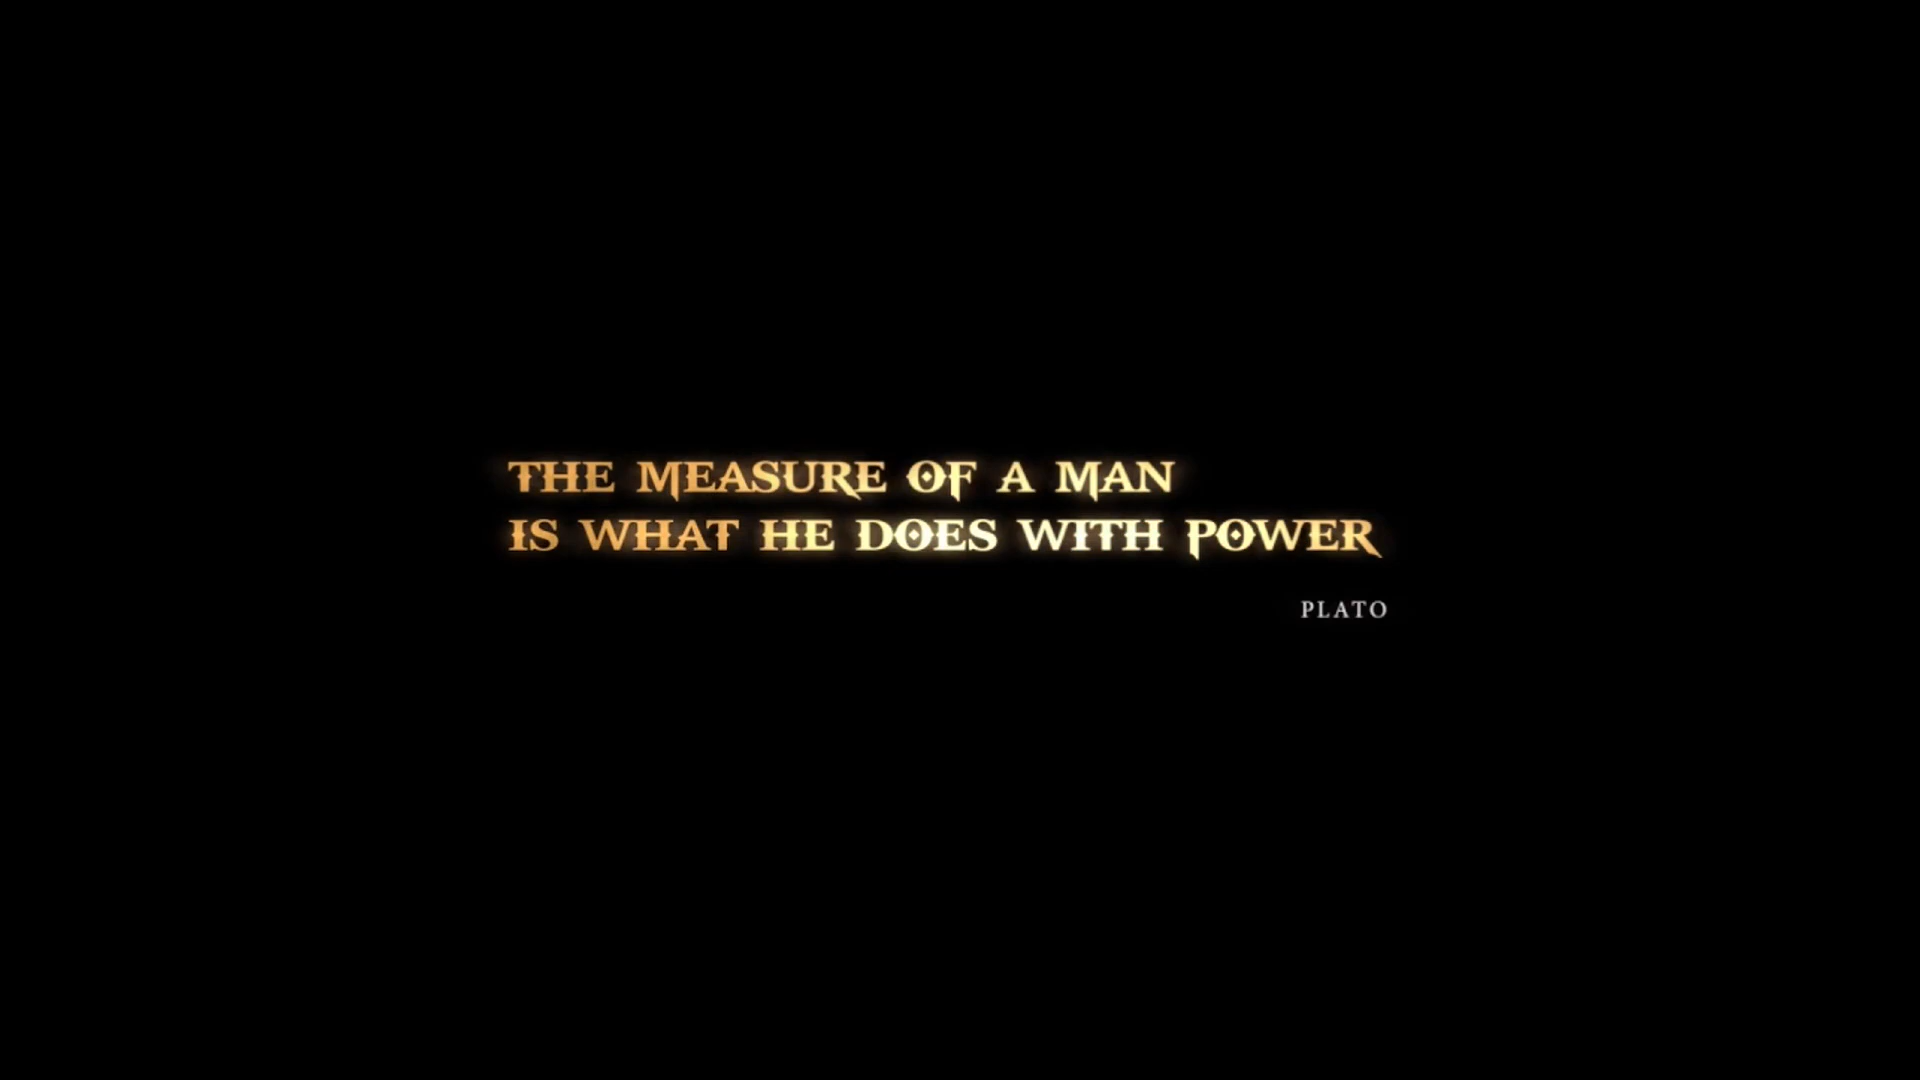 THE MEASURE OF A MAN
IS WHAT HE DOES WITH POWER
PLATO